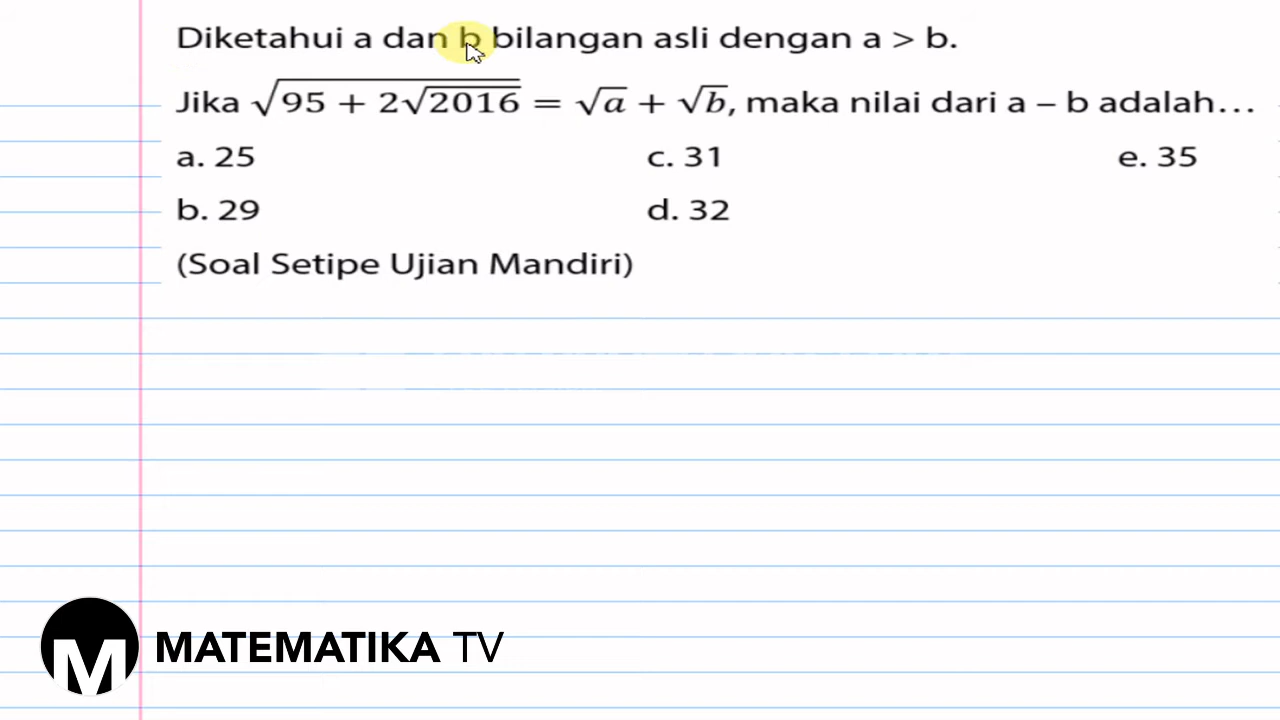 Diketahui a dan b bilangan asli dengan a > b.
Jika √(95 + 2√2016) = √a + √b, maka nilai dari a – b adalah...
a. 25 c. 31 e. 35
b. 29 d. 32
(Soal Setipe Ujian Mandiri)
M MATEMATIKA TV